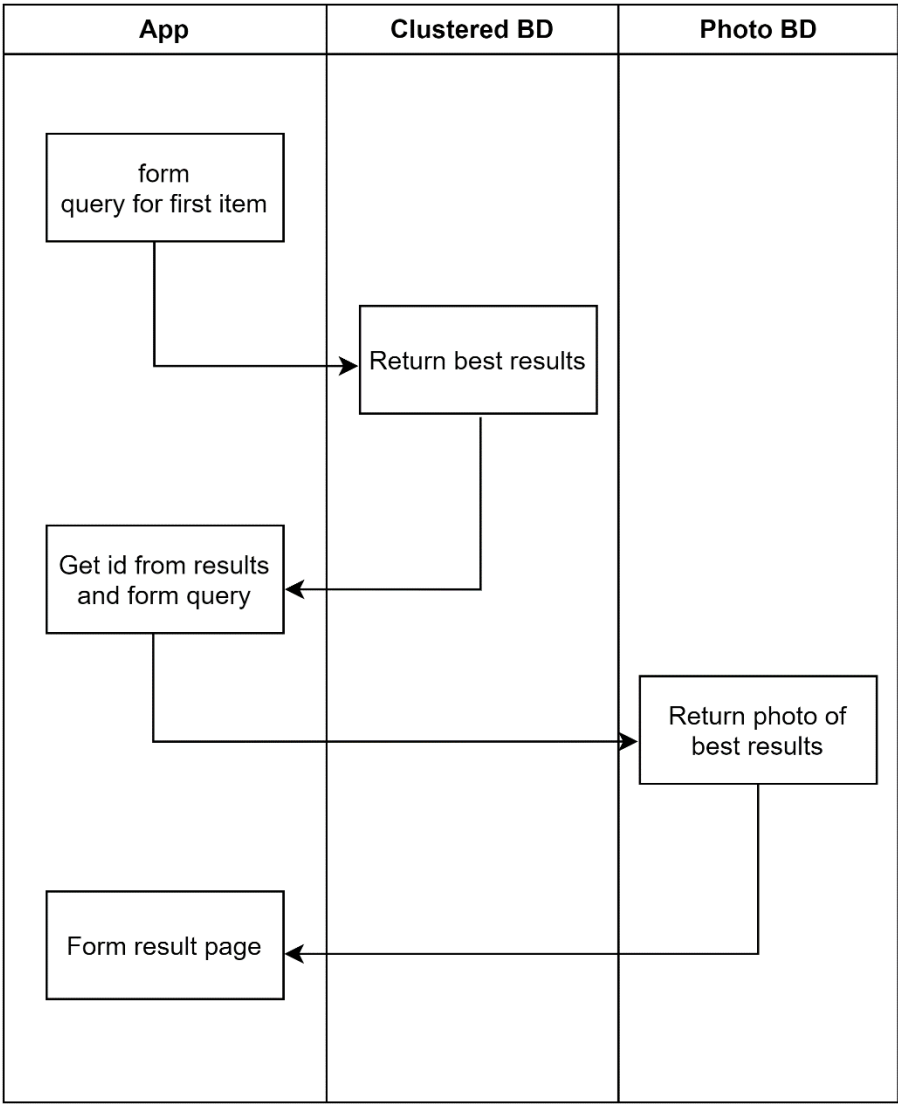 App
Clustered BD
Photo BD
form
query for first item
Return best results
Get id from results
and form query
Return photo of
best results
Form result page